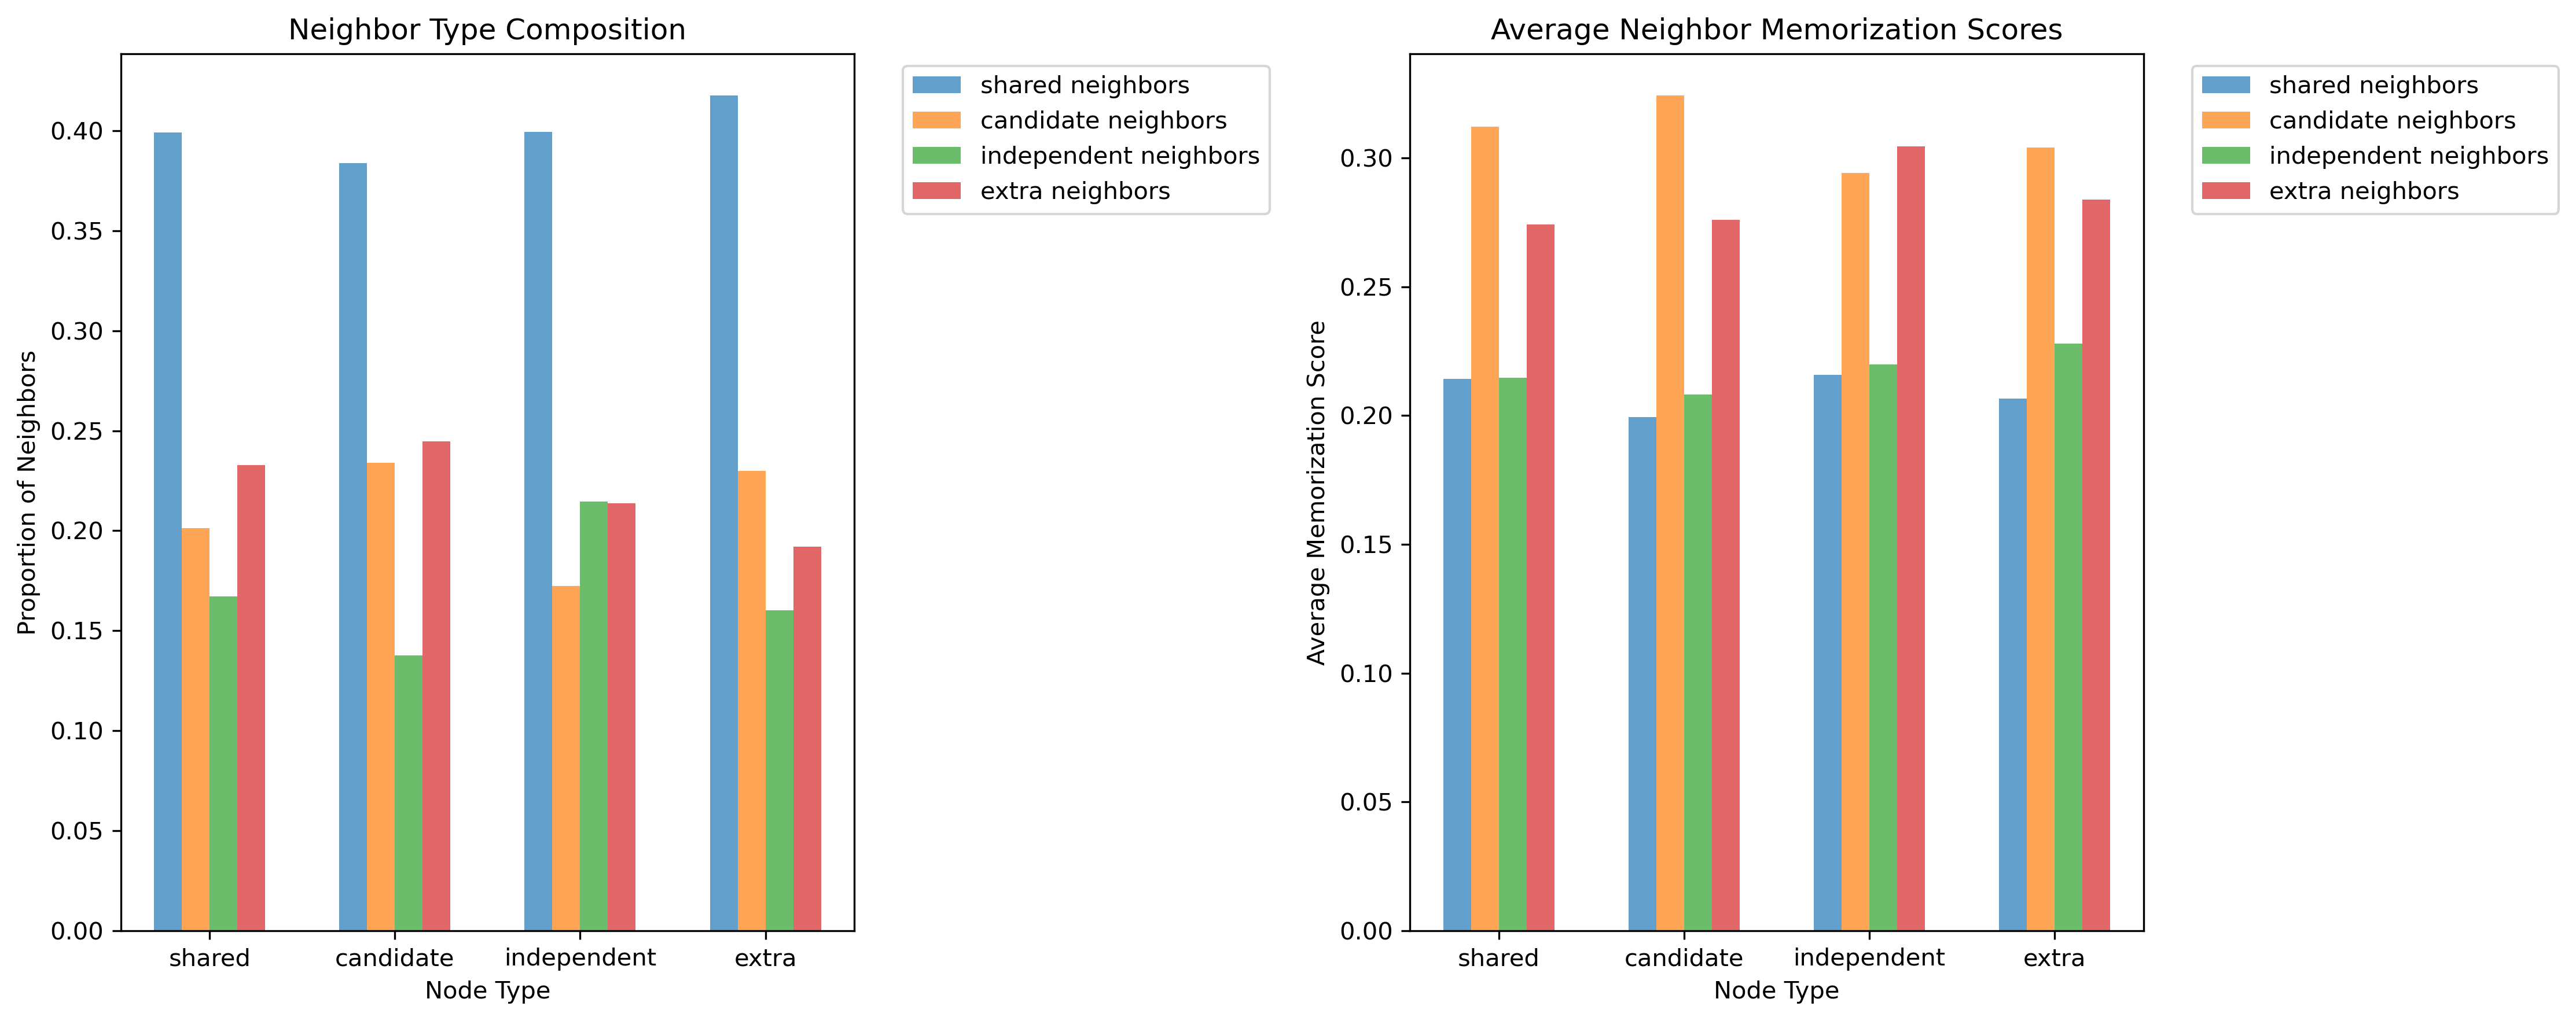 Neighbor Type Composition
Proportion of Neighbors
0.40
0.35
0.30
0.25
0.20
0.15
0.10
0.05
0.00
shared candidate independent extra
Node Type
shared neighbors
candidate neighbors
independent neighbors
extra neighbors
Average Neighbor Memorization Scores
Average Memorization Score
0.30
0.25
0.20
0.15
0.10
0.05
0.00
shared candidate independent extra
Node Type
shared neighbors
candidate neighbors
independent neighbors
extra neighbors